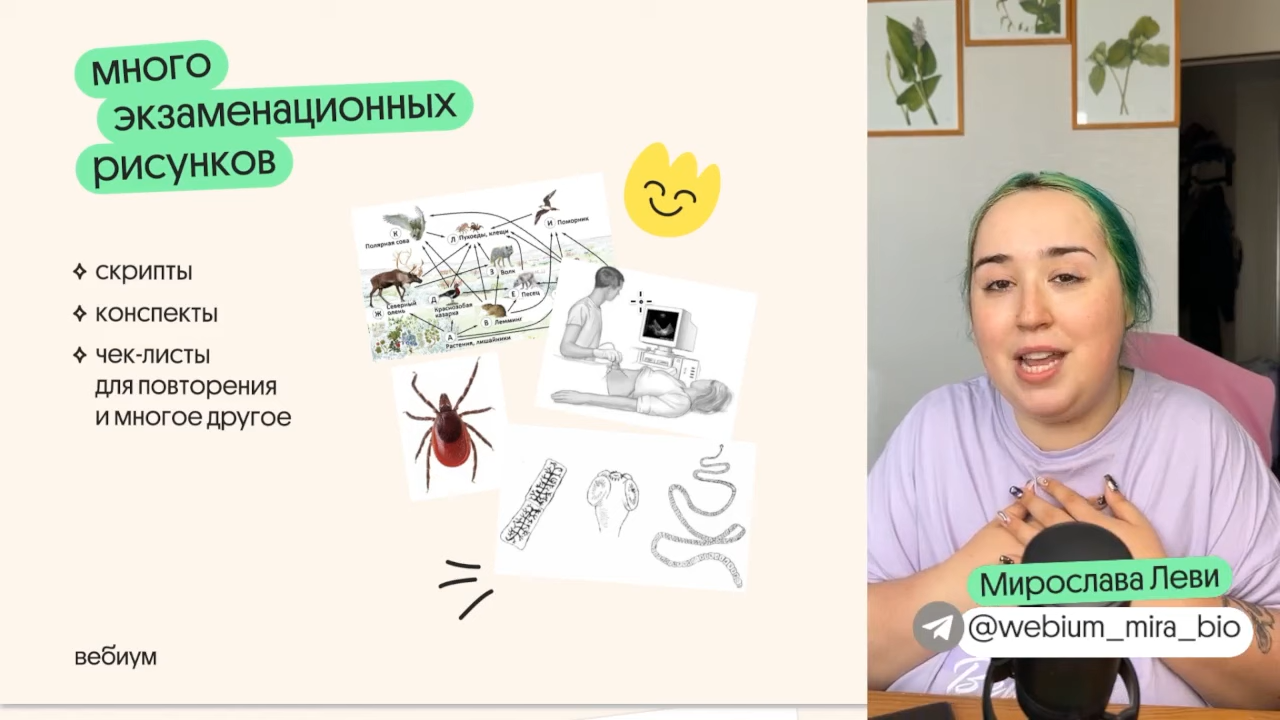 много
экзаменационных
рисунков
скрипты
конспекты
чек-листы
для повторения
и многое другое
К
Полярная сова
Л Пухоеды, клещи
И Поморник
З Волк
Ж Северный олень
Д Краснозобая казарка
Е Песец
В Лемминг
А
Растения, лишайники
вебиум
Мирослава Леви
@webium_mira_bio